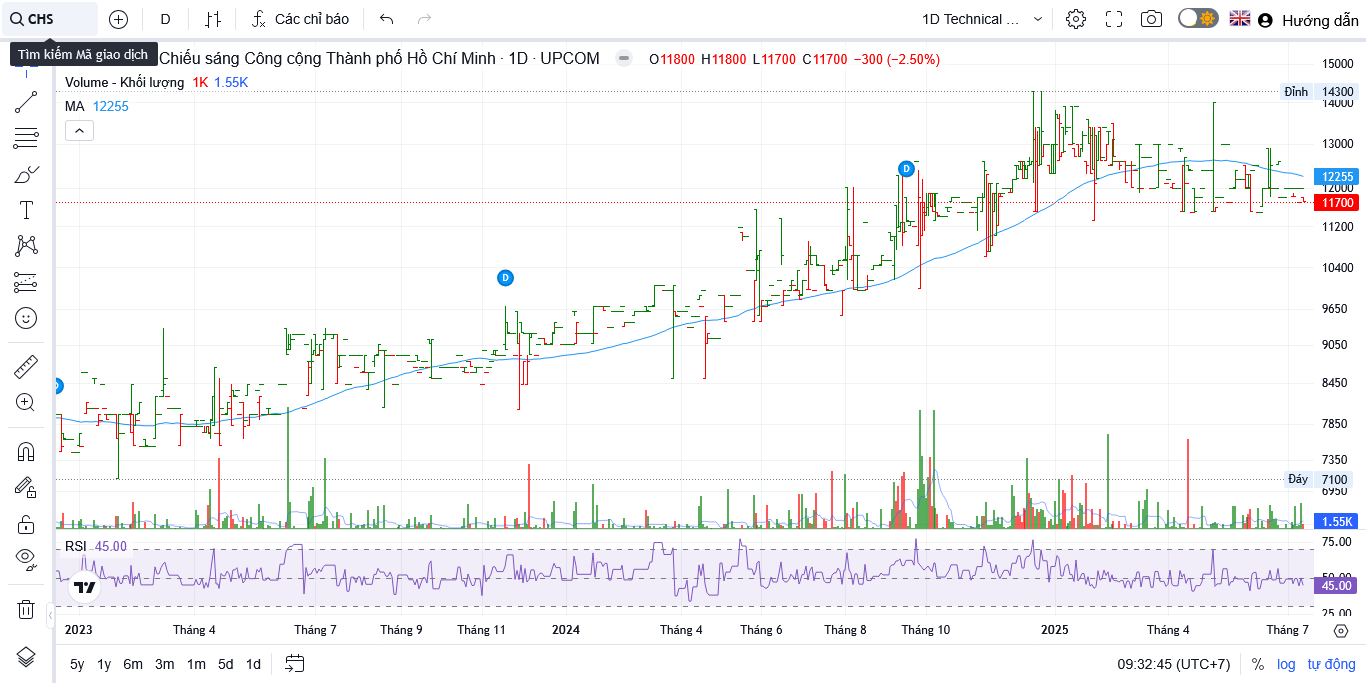 CHS D Các chỉ báo 1D Technical ... Hướng dẫn
Tìm kiếm Mã giao dịch
Chiếu sáng Công cộng Thành phố Hồ Chí Minh · 1D · UPCOM O11800 H11800 L11700 C11700 −300 (−2.50%)
Volume - Khối lượng 1K 1.55K
MA 12255
15000
Đỉnh 14300
14000
13000
12255
12000
11700
11200
10400
9650
9050
8450
7850
7350
Đáy 7100
6950
1.55K
D
D
D
RSI 45.00
75.00
50.00
45.00
25.00
2023 Tháng 4 Tháng 7 Tháng 9 Tháng 11 2024 Tháng 4 Tháng 6 Tháng 8 Tháng 10 2025 Tháng 4 Tháng 7
5y 1y 6m 3m 1m 5d 1d 09:32:45 (UTC+7) % log tự động